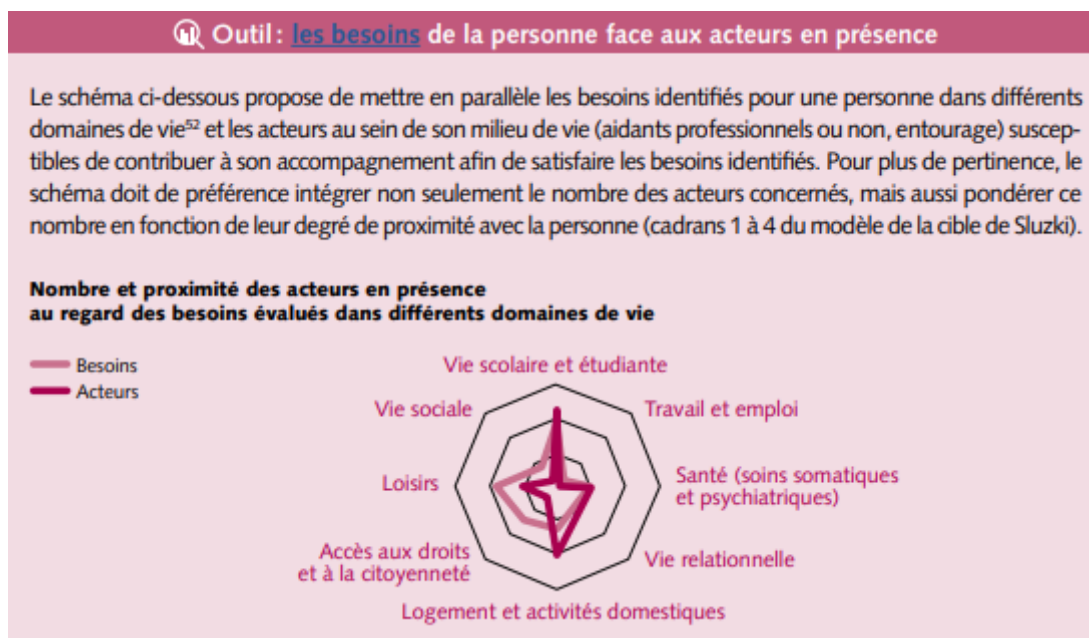 Outil : les besoins de la personne face aux acteurs en présence
Le schéma ci-dessous propose de mettre en parallèle les besoins identifiés pour une personne dans différents
domaines de vie⁵² et les acteurs au sein de son milieu de vie (aidants professionnels ou non, entourage) suscep-
tibles de contribuer à son accompagnement afin de satisfaire les besoins identifiés. Pour plus de pertinence, le
schéma doit de préférence intégrer non seulement le nombre des acteurs concernés, mais aussi pondérer ce
nombre en fonction de leur degré de proximité avec la personne (cadrans 1 à 4 du modèle de la cible de Sluzki).
Nombre et proximité des acteurs en présence
au regard des besoins évalués dans différents domaines de vie
Besoins
Acteurs
Vie scolaire et étudiante
Vie sociale
Travail et emploi
Loisirs
Santé (soins somatiques
et psychiatriques)
Accès aux droits
et à la citoyenneté
Vie relationnelle
Logement et activités domestiques